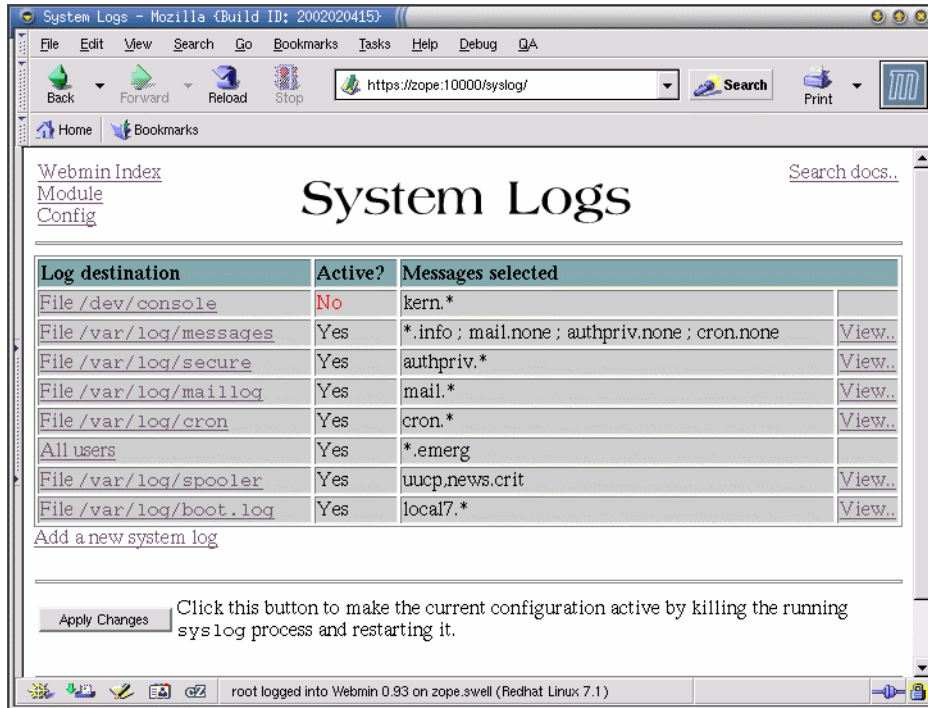 System Logs - Mozilla {Build ID: 2002020415}
File Edit View Search Go Bookmarks Tasks Help Debug QA
Back Forward Reload Stop https://zope:10000/syslog/ Search Print
Home Bookmarks
Webmin Index
Module
Config
Search docs..
System Logs
Log destination Active? Messages selected
File /dev/console No kern.*
File /var/log/messages Yes *.info ; mail.none ; authpriv.none ; cron.none View..
File /var/log/secure Yes authpriv.* View..
File /var/log/maillog Yes mail.* View..
File /var/log/cron Yes cron.* View..
All users Yes *.emerg
File /var/log/spooler Yes uucp,news.crit View..
File /var/log/boot.log Yes local7.* View..
Add a new system log
Apply Changes Click this button to make the current configuration active by killing the running
syslog process and restarting it.
root logged into Webmin 0.93 on zope.swell (Redhat Linux 7.1)